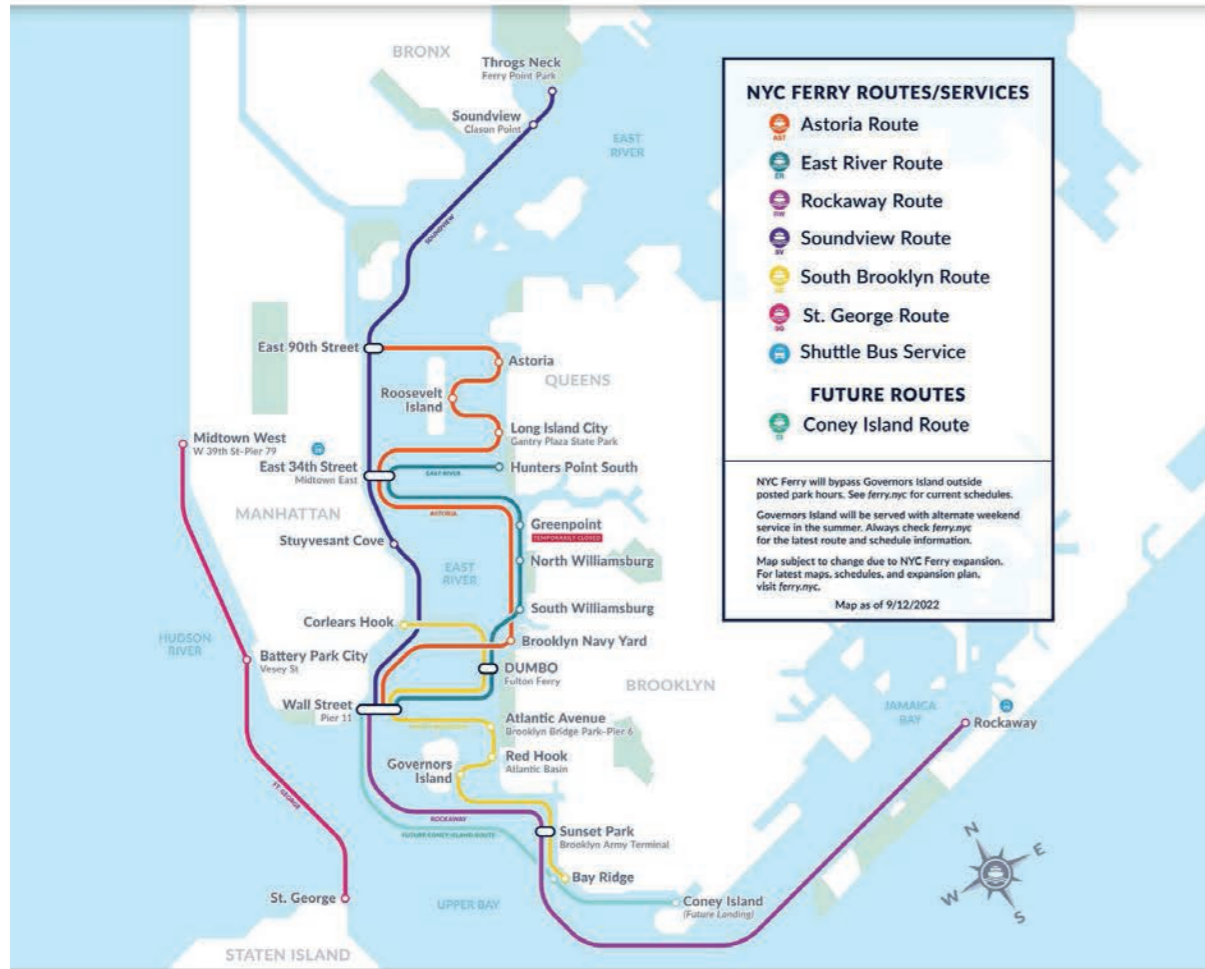 BRONX
Throgs Neck
Ferry Point Park
Soundview
Clason Point
EAST
RIVER
SOUNDVIEW
East 90th Street
Astoria
QUEENS
Roosevelt
Island
Long Island City
Gantry Plaza State Park
Midtown West
W 39th St-Pier 79
East 34th Street
Midtown East
EAST RIVER
Hunters Point South
MANHATTAN
ASTORIA
Greenpoint
TEMPORARILY CLOSED
Stuyvesant Cove
North Williamsburg
EAST
RIVER
South Williamsburg
Corlears Hook
HUDSON
RIVER
Brooklyn Navy Yard
Battery Park City
Vesey St
DUMBO
Fulton Ferry
BROOKLYN
Wall Street
Pier 11
Atlantic Avenue
Brooklyn Bridge Park-Pier 6
JAMAICA
BAY
Rockaway
Red Hook
Atlantic Basin
Governors
Island
ST. GEORGE
ROCKAWAY
FUTURE CONEY ISLAND ROUTE
Sunset Park
Brooklyn Army Terminal
Bay Ridge
St. George
UPPER BAY
Coney Island
(Future Landing)
STATEN ISLAND
NYC FERRY ROUTES/SERVICES
AST
Astoria Route
ER
East River Route
RW
Rockaway Route
SV
Soundview Route
South Brooklyn Route
SG
St. George Route
Shuttle Bus Service
FUTURE ROUTES
CI
Coney Island Route
NYC Ferry will bypass Governors Island outside
posted park hours. See ferry.nyc for current schedules.
Governors Island will be served with alternate weekend
service in the summer. Always check ferry.nyc
for the latest route and schedule information.
Map subject to change due to NYC Ferry expansion.
For latest maps, schedules, and expansion plan,
visit ferry.nyc.
Map as of 9/12/2022
N
E
W
S